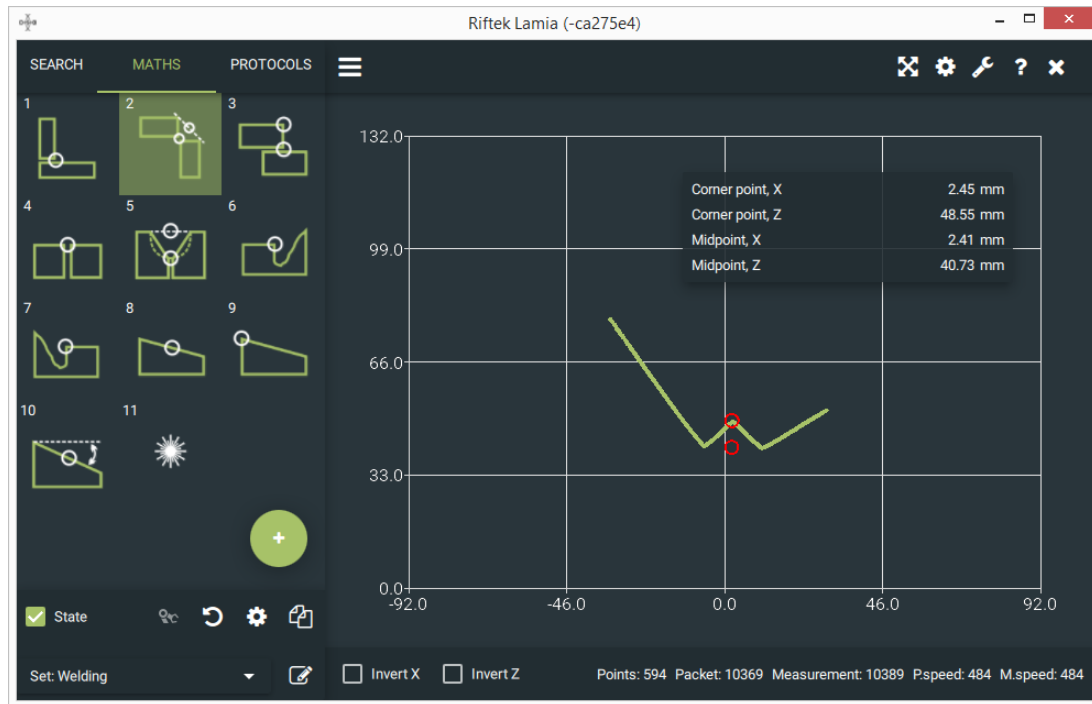 Riftek Lamia (-ca275e4)
SEARCH MATHS PROTOCOLS
1 2 3
4 5 6
7 8 9
10 11
+
State
Set: Welding
132.0
99.0
66.0
33.0
0.0
-92.0 -46.0 0.0 46.0 92.0
Corner point, X 2.45 mm
Corner point, Z 48.55 mm
Midpoint, X 2.41 mm
Midpoint, Z 40.73 mm
Invert X Invert Z Points: 594 Packet: 10369 Measurement: 10389 P.speed: 484 M.speed: 484